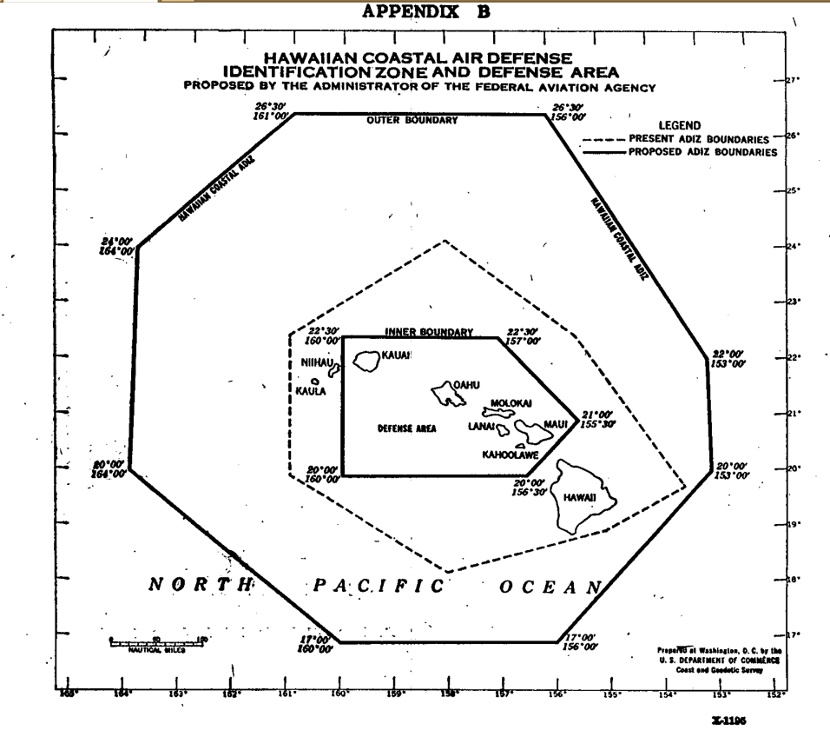 APPENDIX B
HAWAIIAN COASTAL AIR DEFENSE
IDENTIFICATION ZONE AND DEFENSE AREA
PROPOSED BY THE ADMINISTRATOR OF THE FEDERAL AVIATION AGENCY
27°
26°30'
161°00'
OUTER BOUNDARY
26°30'
156°00'
LEGEND
PRESENT ADIZ BOUNDARIES
PROPOSED ADIZ BOUNDARIES
26°
HAWAIIAN COASTAL ADIZ
HAWAIIAN COASTAL ADIZ
25°
24°00'
164°00'
24°
23°
22°30'
160°00'
INNER BOUNDARY
22°30'
157°00'
22°00'
153°00'
22°
NIIHAU
KAUAI
KAULA
OAHU
MOLOKAI
LANAI
MAUI
KAHOOLAWE
DEFENSE AREA
21°00'
155°30'
21°
20°00'
164°00'
20°00'
160°00'
20°00'
156°30'
20°00'
153°00'
20°
HAWAII
19°
NORTH PACIFIC OCEAN
18°
0 50 100
NAUTICAL MILES
17°00'
160°00'
17°00'
156°00'
17°
Prepared at Washington, D. C. by the
U. S. DEPARTMENT OF COMMERCE
Coast and Geodetic Survey
165° 164° 163° 162° 161° 160° 159° 158° 157° 156° 155° 154° 153° 152°
X-1195